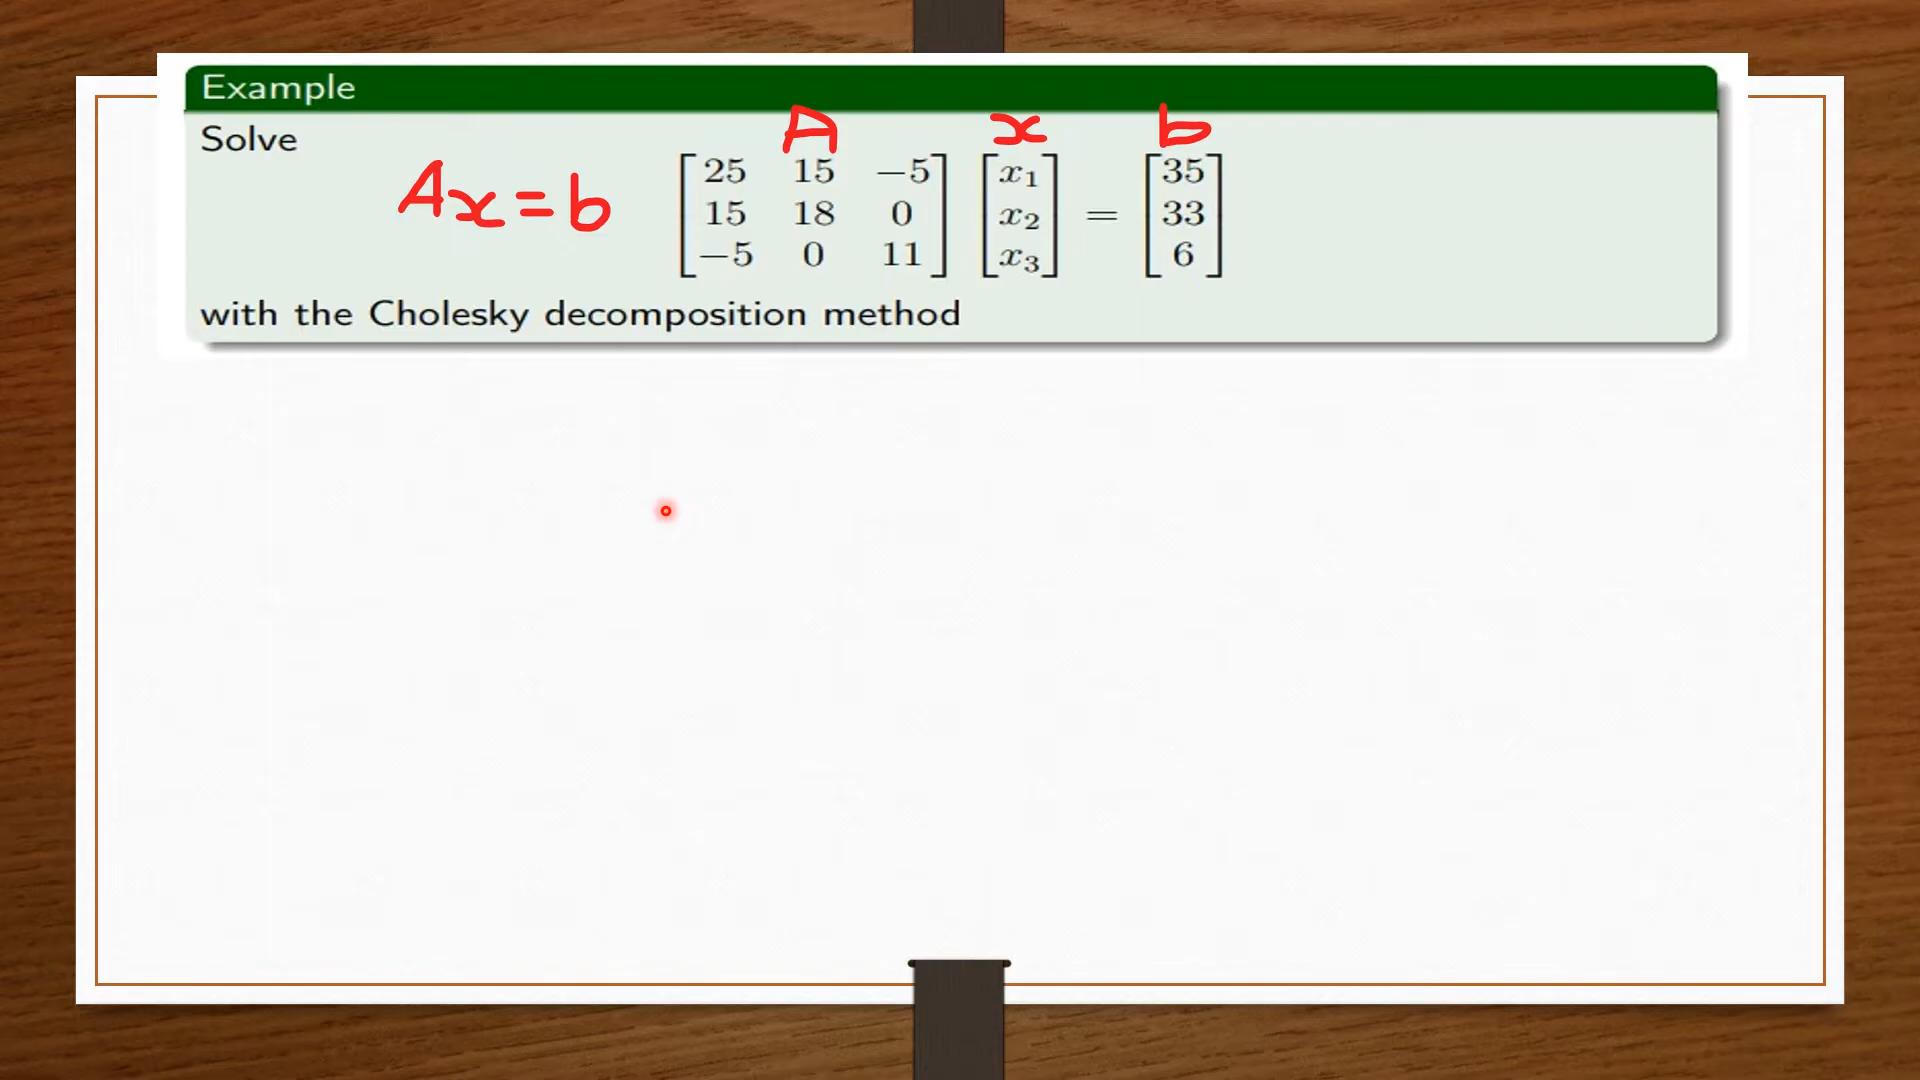 Example
Solve
A x b
Ax=b
[25 15 −5] [x1] [35]
[15 18 0] [x2] = [33]
[−5 0 11] [x3] [6]
with the Cholesky decomposition method